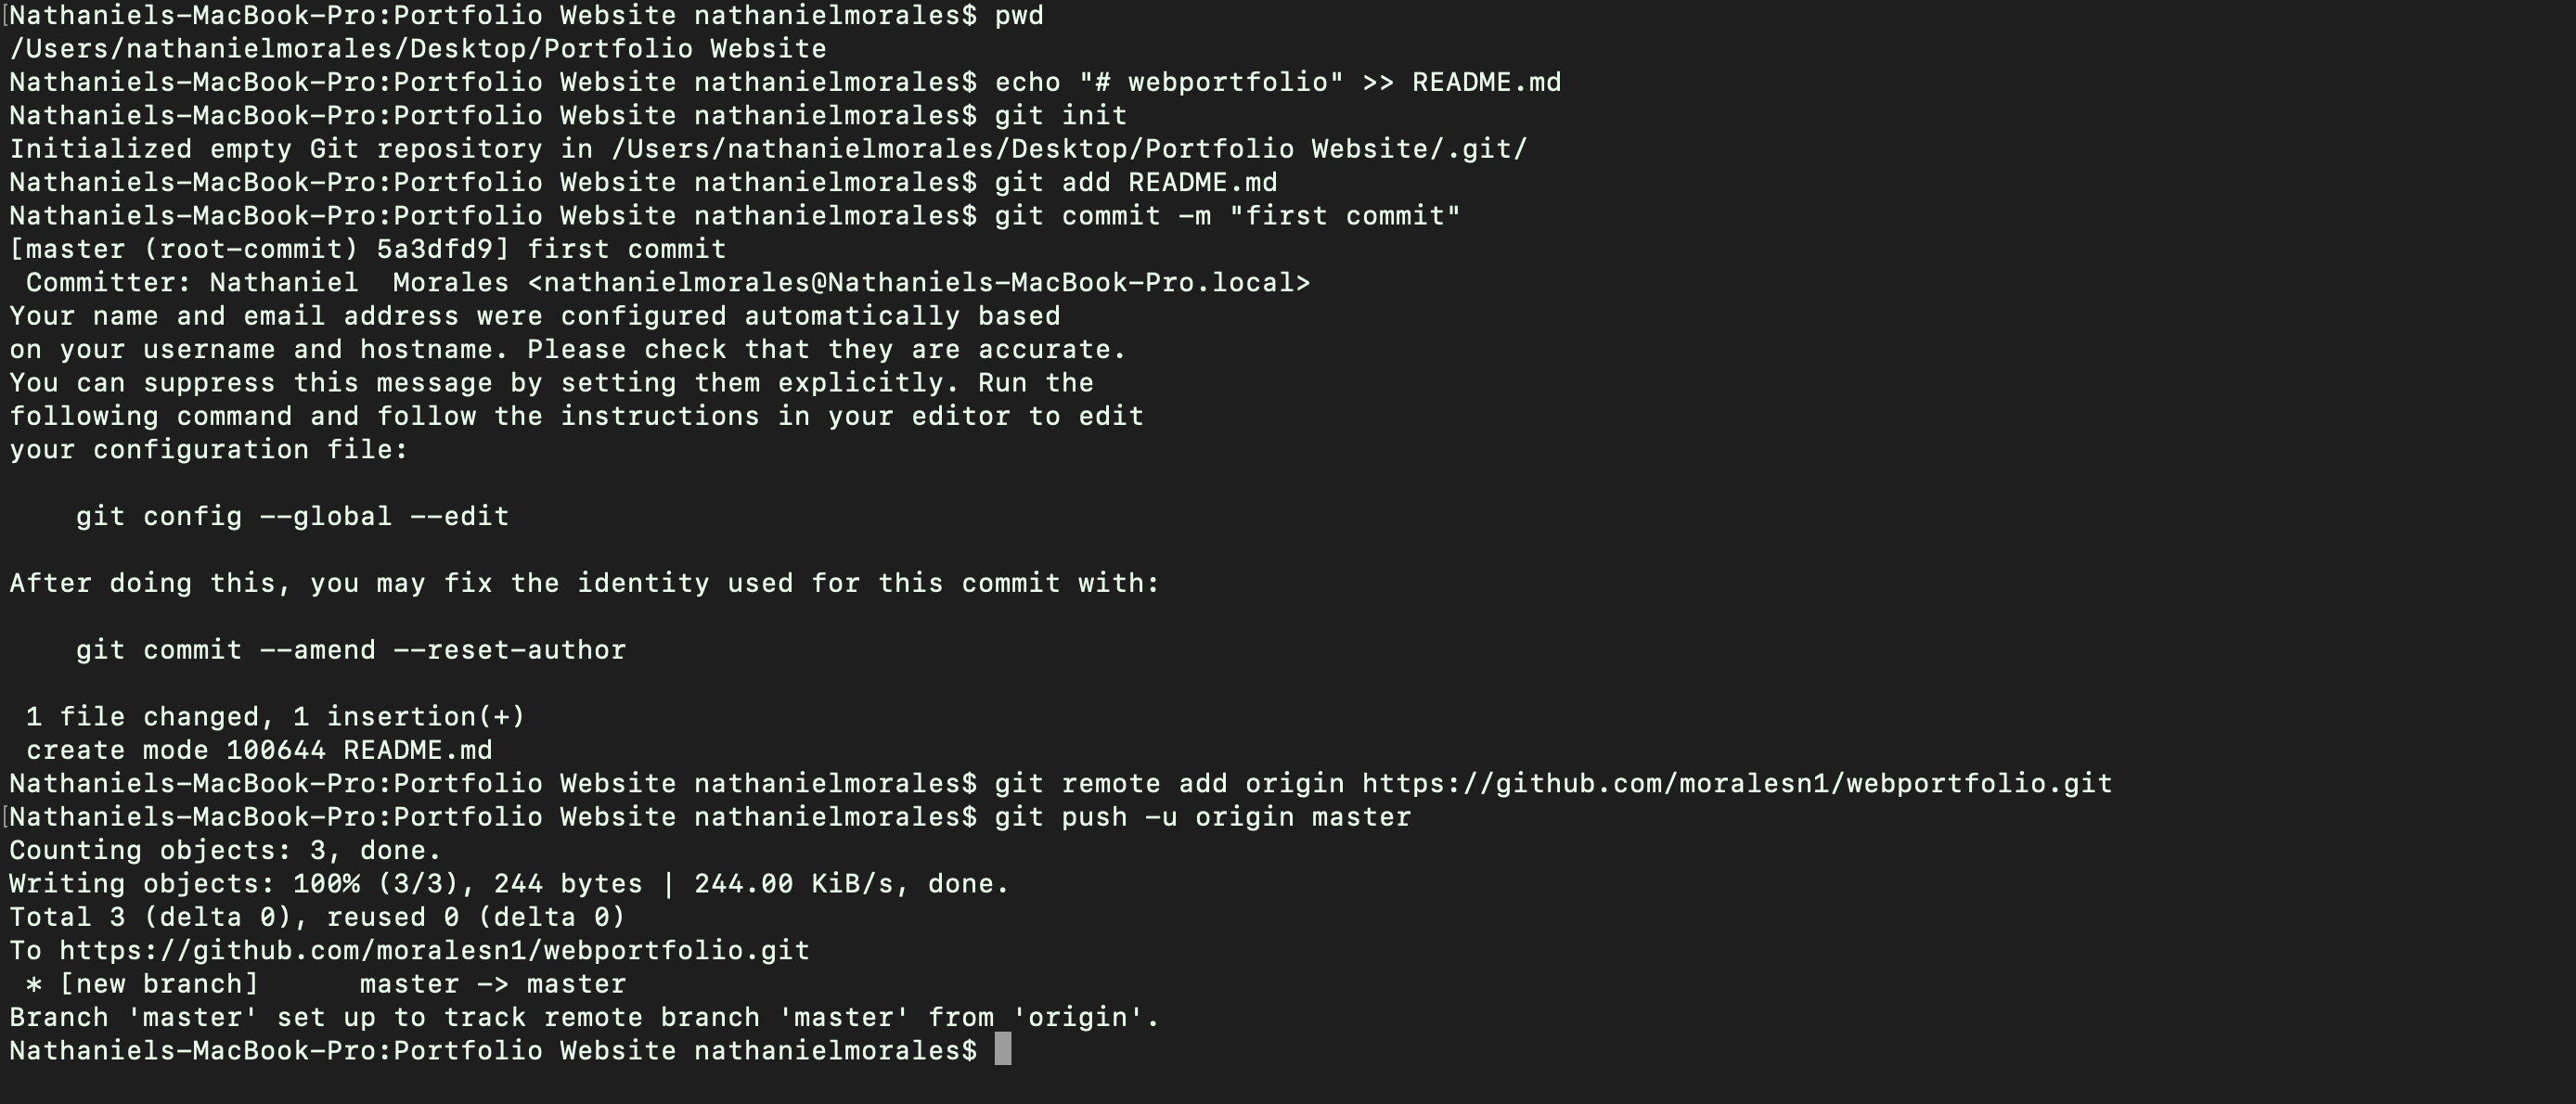 Nathaniels-MacBook-Pro:Portfolio Website nathanielmorales$ pwd
/Users/nathanielmorales/Desktop/Portfolio Website
Nathaniels-MacBook-Pro:Portfolio Website nathanielmorales$ echo "# webportfolio" >> README.md
Nathaniels-MacBook-Pro:Portfolio Website nathanielmorales$ git init
Initialized empty Git repository in /Users/nathanielmorales/Desktop/Portfolio Website/.git/
Nathaniels-MacBook-Pro:Portfolio Website nathanielmorales$ git add README.md
Nathaniels-MacBook-Pro:Portfolio Website nathanielmorales$ git commit -m "first commit"
[master (root-commit) 5a3dfd9] first commit
 Committer: Nathaniel  Morales <nathanielmorales@Nathaniels-MacBook-Pro.local>
Your name and email address were configured automatically based
on your username and hostname. Please check that they are accurate.
You can suppress this message by setting them explicitly. Run the
following command and follow the instructions in your editor to edit
your configuration file:

    git config --global --edit

After doing this, you may fix the identity used for this commit with:

    git commit --amend --reset-author

 1 file changed, 1 insertion(+)
 create mode 100644 README.md
Nathaniels-MacBook-Pro:Portfolio Website nathanielmorales$ git remote add origin https://github.com/moralesn1/webportfolio.git
Nathaniels-MacBook-Pro:Portfolio Website nathanielmorales$ git push -u origin master
Counting objects: 3, done.
Writing objects: 100% (3/3), 244 bytes | 244.00 KiB/s, done.
Total 3 (delta 0), reused 0 (delta 0)
To https://github.com/moralesn1/webportfolio.git
 * [new branch]      master -> master
Branch 'master' set up to track remote branch 'master' from 'origin'.
Nathaniels-MacBook-Pro:Portfolio Website nathanielmorales$